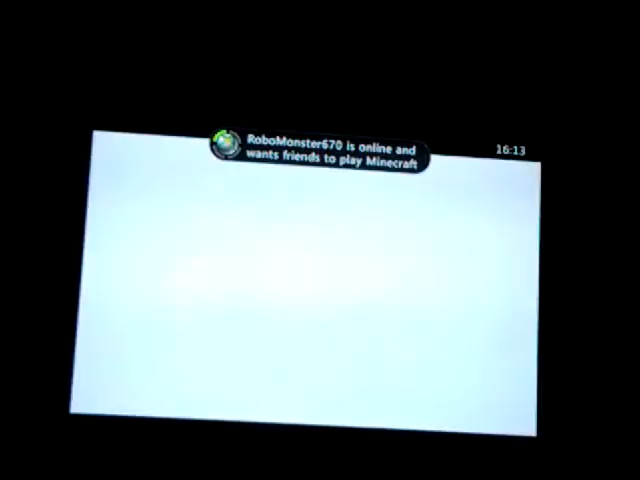 RoboMonster670 is online and
wants friends to play Minecraft
16:13